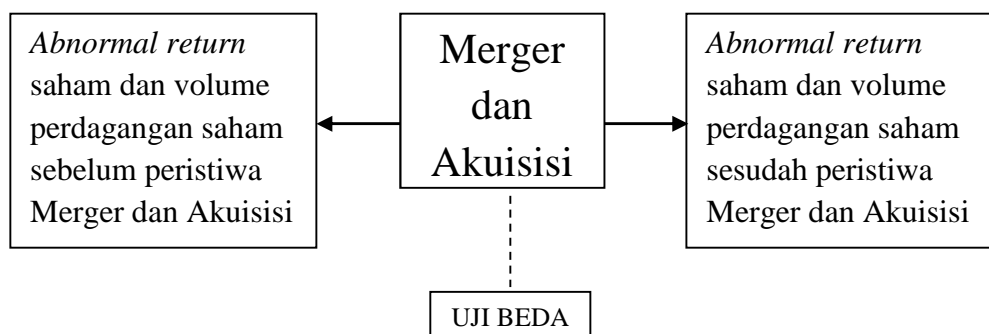 Abnormal return
saham dan volume
perdagangan saham
sebelum peristiwa
Merger dan Akuisisi
Merger
dan
Akuisisi
Abnormal return
saham dan volume
perdagangan saham
sesudah peristiwa
Merger dan Akuisisi
UJI BEDA